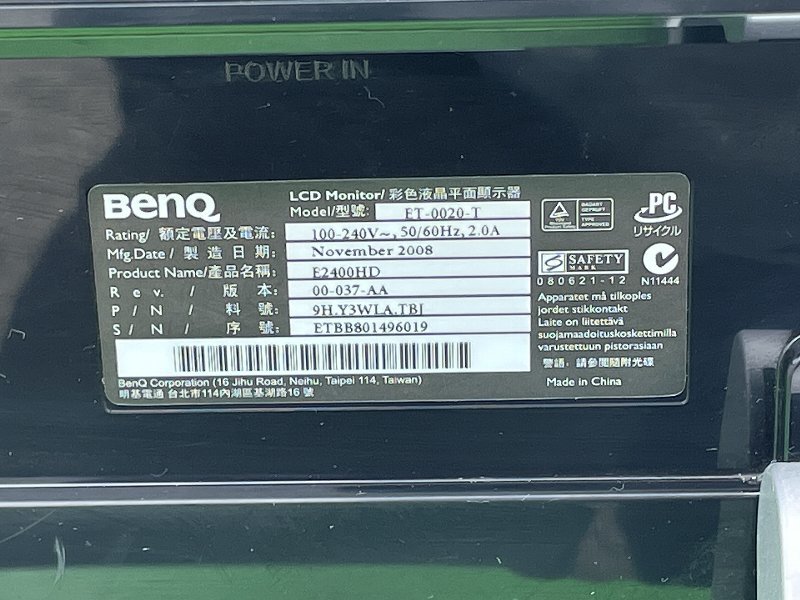 POWER IN
BenQ
LCD Monitor/ 彩色液晶平面顯示器
Model/型號: ET-0020-T
Rating/ 額定電壓及電流: 100-240V~, 50/60Hz, 2.0A
Mfg.Date/ 製造日期: November 2008
Product Name/產品名稱: E2400HD
Rev. / 版本: 00-037-AA
P/N / 料號: 9H.Y3WLA.TBJ
S/N / 序號: ETBB801496019
BenQ Corporation (16 Jihu Road, Neihu, Taipei 114, Taiwan)
明基電通 台北市114內湖區基湖路16號
TYPE
APPROVED
PC
リサイクル
S SAFETY
MARK
080621-12
N11444
Apparatet må tilkoples
jordet stikkontakt
Laite on liitettävä
suojamaadoituskoskettimilla
varustettuun pistorasiaan
警語: 請參閱隨附光碟
Made in China